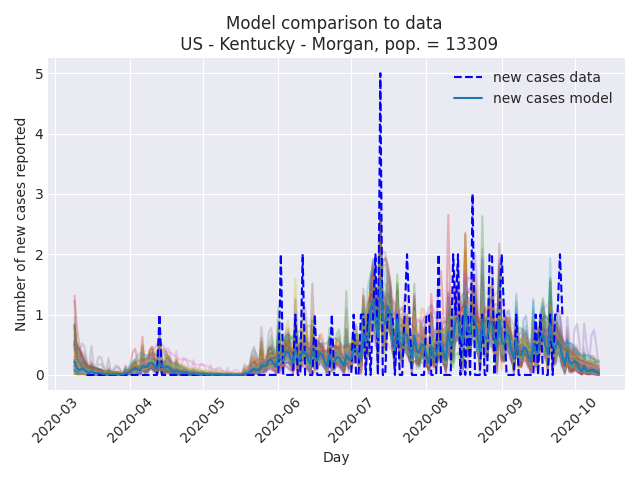 Model comparison to data
US - Kentucky - Morgan, pop. = 13309
new cases data
new cases model
Number of new cases reported
5
4
3
2
1
0
2020-03
2020-04
2020-05
2020-06
2020-07
2020-08
2020-09
2020-10
Day